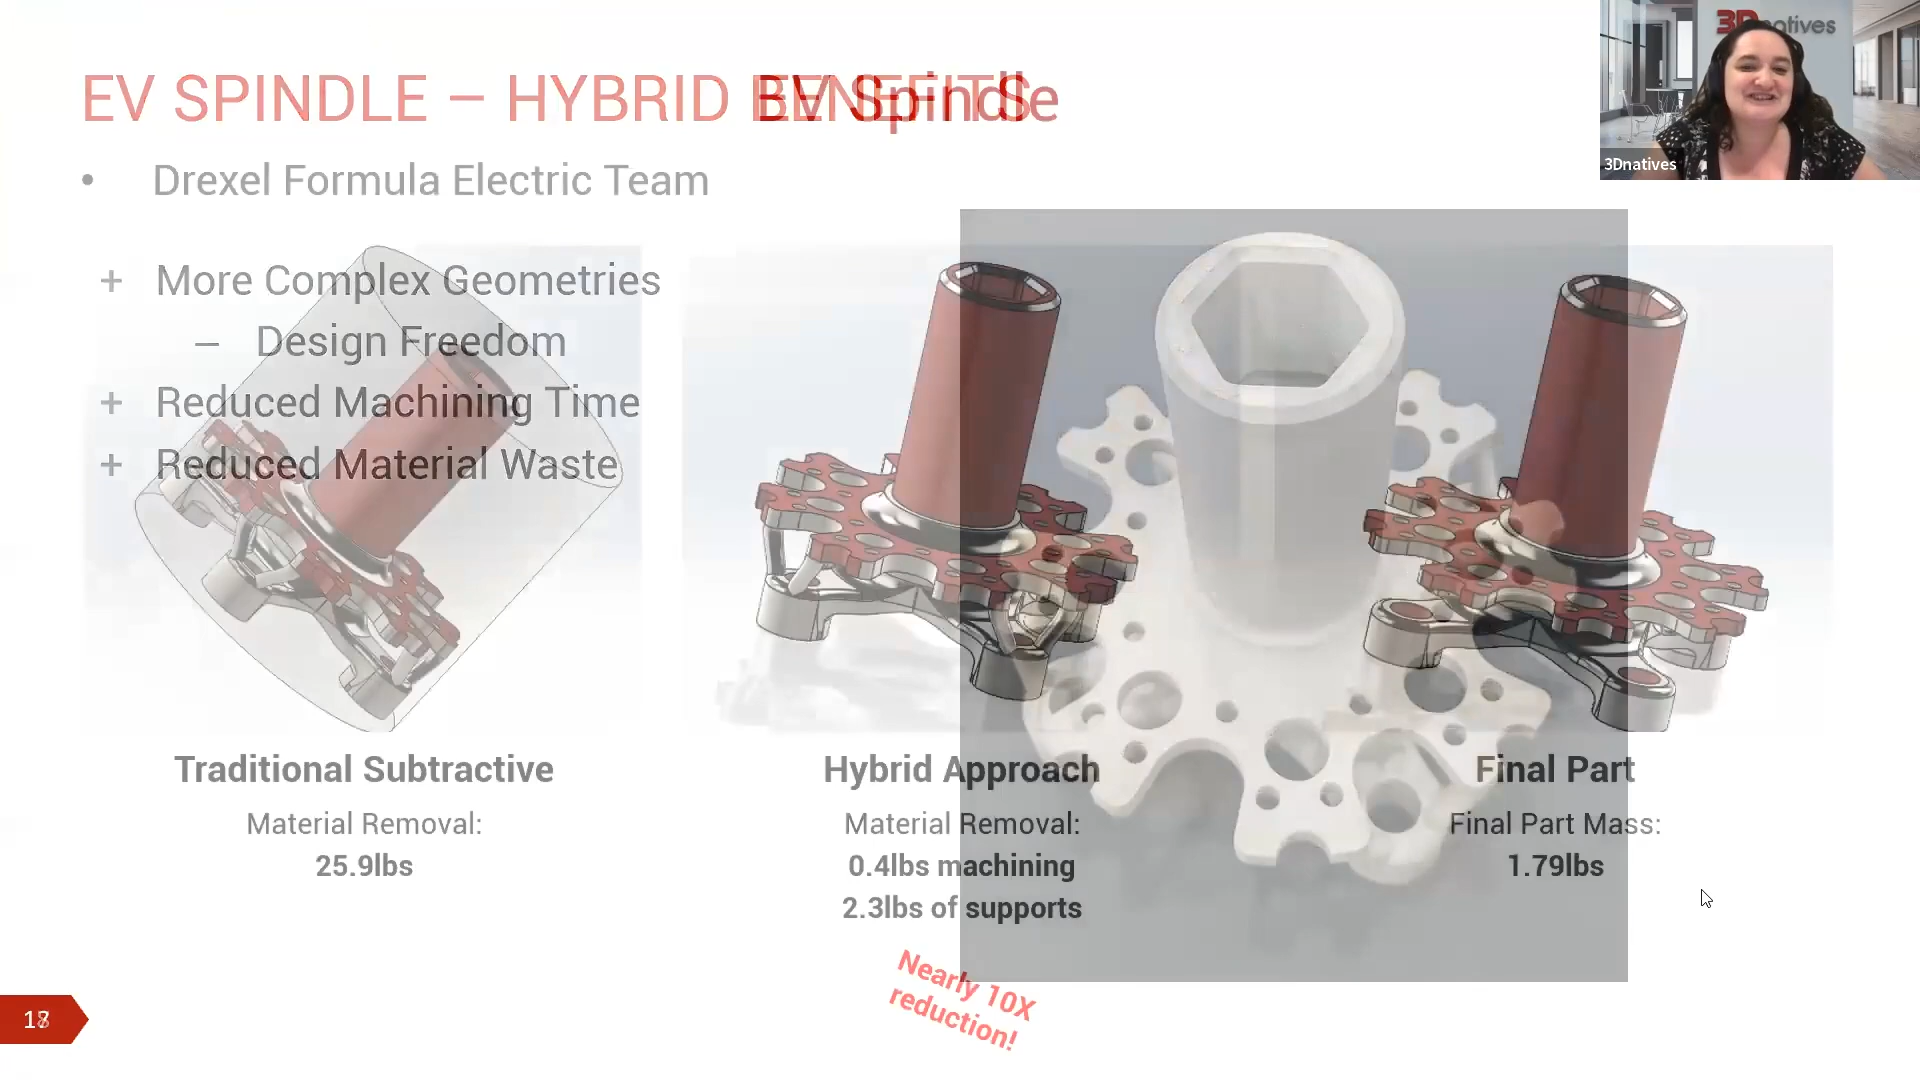 3Dnatives
EV SPINDLE – HYBRID BENEFITS
EV Spindle
3Dnatives
• Drexel Formula Electric Team
+ More Complex Geometries
– Design Freedom
+ Reduced Machining Time
+ Reduced Material Waste
Traditional Subtractive
Material Removal:
25.9lbs
Hybrid Approach
Material Removal:
0.4lbs machining
2.3lbs of supports
Nearly 10X
reduction!
Final Part
Final Part Mass:
1.79lbs